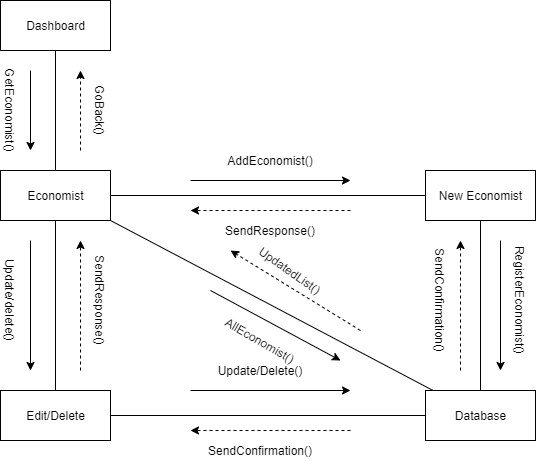 Dashboard
GetEconomist()
GoBack()
AddEconomist()
Economist
New Economist
SendResponse()
UpdatedList()
Update/delete()
SendResponse()
SendConfirmation()
RegisterEconomist()
AllEconomist()
Update/Delete()
Edit/Delete
Database
SendConfirmation()